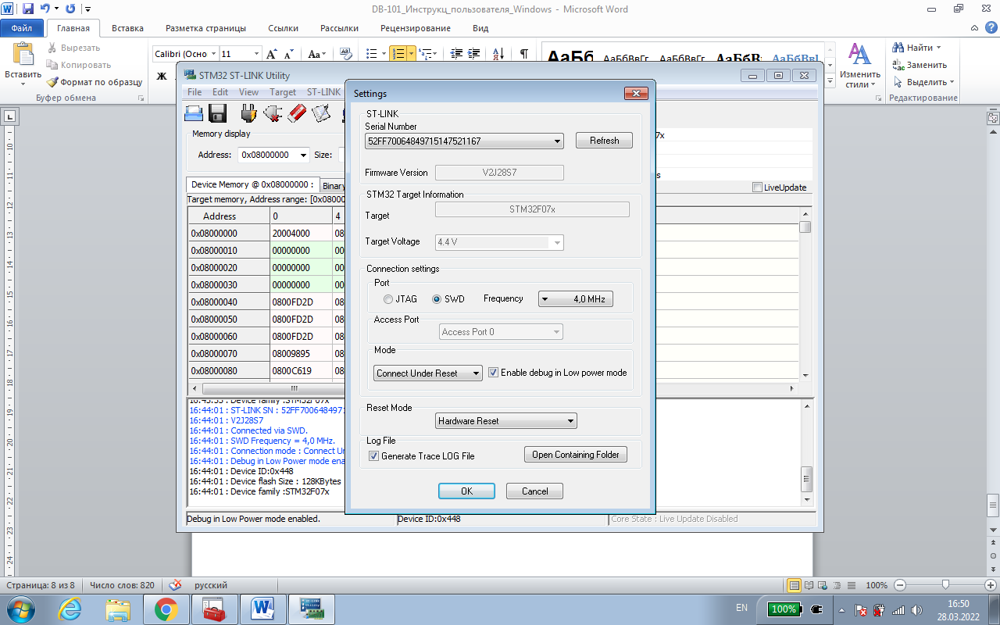 DB-101_Инструкц_пользователя_Windows - Microsoft Word
Файл Главная Вставка Разметка страницы Ссылки Рассылки Рецензирование Вид
Вставить
Вырезать
Копировать
Формат по образцу
Буфер обмена
Calibri (Осно 11
Ж
АаБбВвГг АаБбВвГг
Изменить стили
Найти
Заменить
Выделить
Редактирование
STM32 ST-LINK Utility
File Edit View Target ST-LINK
Memory display
Address: 0x08000000 Size:
LiveUpdate
Device Memory @ 0x08000000 : Binary
Target memory, Address range: [0x08000
Address 0 4
0x08000000 20004000 08
0x08000010 00000000 00
0x08000020 00000000 00
0x08000030 00000000 00
0x08000040 0800FD2D 08
0x08000050 0800FD2D 08
0x08000060 0800FD2D 08
0x08000070 08009895 08
0x08000080 0800C619 08
16:43:53 : Device family :STM32F07x
16:44:01 : ST-LINK SN : 52FF7006484971
16:44:01 : V2J28S7
16:44:01 : Connected via SWD.
16:44:01 : SWD Frequency = 4,0 MHz.
16:44:01 : Connection mode : Connect Un
16:44:01 : Debug in Low Power mode ena
16:44:01 : Device ID:0x448
16:44:01 : Device flash Size : 128KBytes
16:44:01 : Device family :STM32F07x
Debug in Low Power mode enabled. Device ID:0x448 Core State : Live Update Disabled
Settings
ST-LINK
Serial Number
52FF70064849715147521167 Refresh
Firmware Version V2J28S7
STM32 Target Information
Target STM32F07x
Target Voltage 4.4 V
Connection settings
Port
JTAG SWD Frequency 4,0 MHz
Access Port
Access Port 0
Mode
Connect Under Reset Enable debug in Low power mode
Reset Mode
Hardware Reset
Log File
Generate Trace LOG File Open Containing Folder
OK Cancel
Страница: 8 из 8 Число слов: 820 русский 100%
EN 100% 16:50
28.03.2022